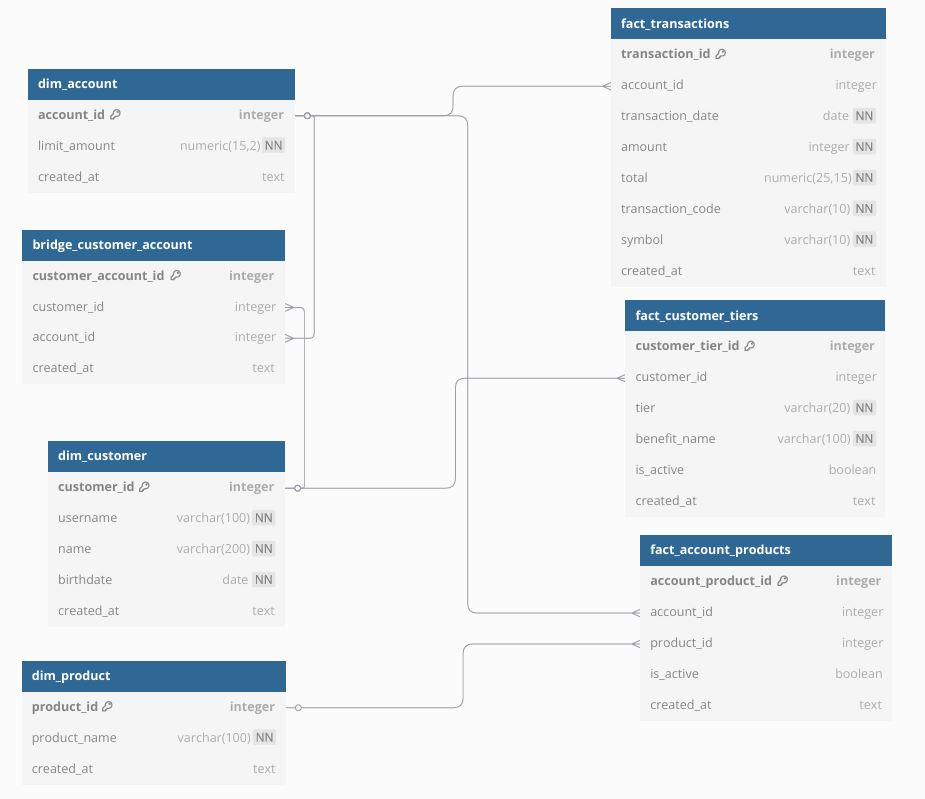 dim_account
account_id integer
limit_amount numeric(15,2) NN
created_at text
bridge_customer_account
customer_account_id integer
customer_id integer
account_id integer
created_at text
dim_customer
customer_id integer
username varchar(100) NN
name varchar(200) NN
birthdate date NN
created_at text
dim_product
product_id integer
product_name varchar(100) NN
created_at text
fact_transactions
transaction_id integer
account_id integer
transaction_date date NN
amount integer NN
total numeric(25,15) NN
transaction_code varchar(10) NN
symbol varchar(10) NN
created_at text
fact_customer_tiers
customer_tier_id integer
customer_id integer
tier varchar(20) NN
benefit_name varchar(100) NN
is_active boolean
created_at text
fact_account_products
account_product_id integer
account_id integer
product_id integer
is_active boolean
created_at text